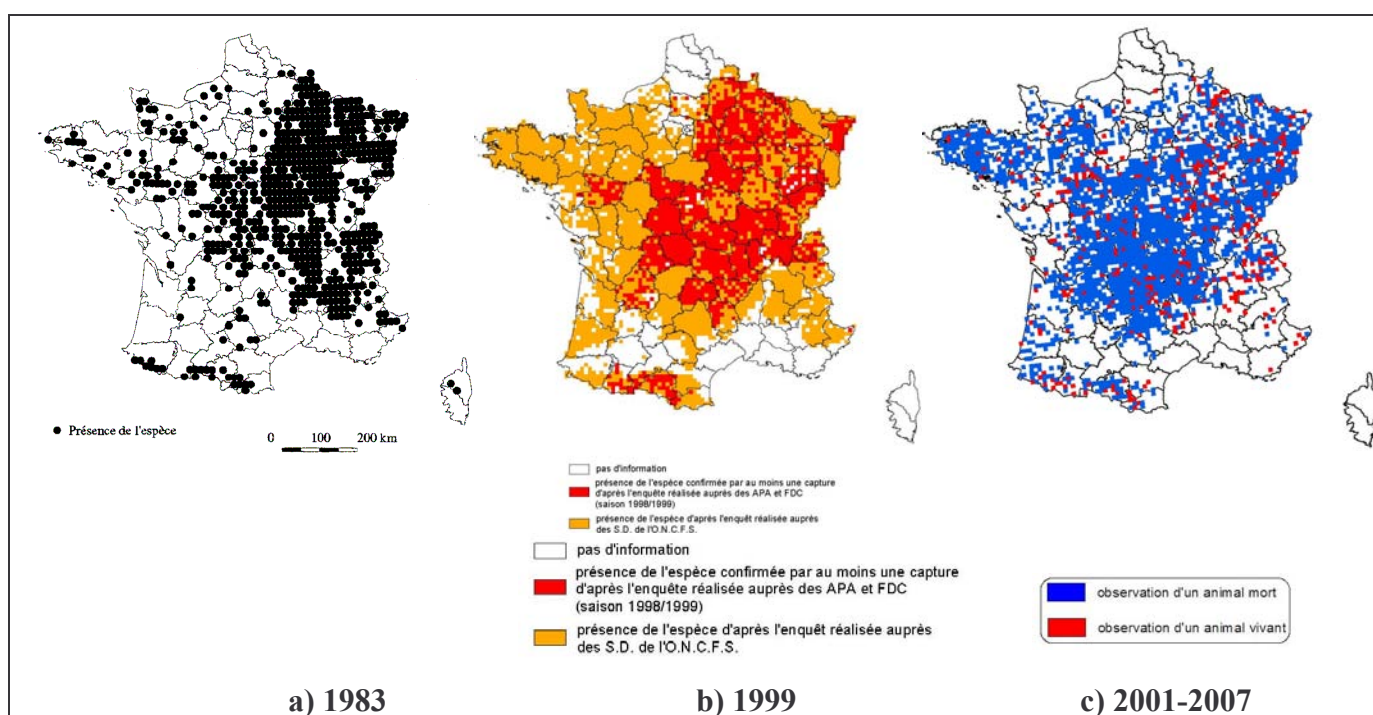 Présence de l'espèce
0 100 200 km
pas d'information
présence de l'espèce confirmée par au moins une capture
d'après l'enquête réalisée auprès des APA et FDC
(saison 1998/1999)
présence de l'espèce d'après l'enquêt réalisée auprès
des S.D. de l'O.N.C.F.S.
pas d'information
présence de l'espèce confirmée par au moins une capture
d'après l'enquête réalisée auprès des APA et FDC
(saison 1998/1999)
présence de l'espèce d'après l'enquêt réalisée auprès
des S.D. de l'O.N.C.F.S.
observation d'un animal mort
observation d'un animal vivant
a) 1983
b) 1999
c) 2001-2007